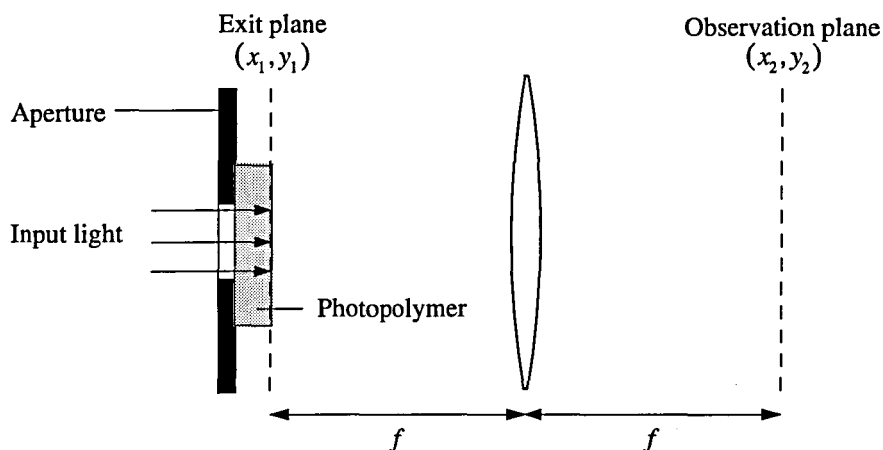 Exit plane
(x₁, y₁)
Observation plane
(x₂, y₂)
Aperture
Input light
Photopolymer
f
f